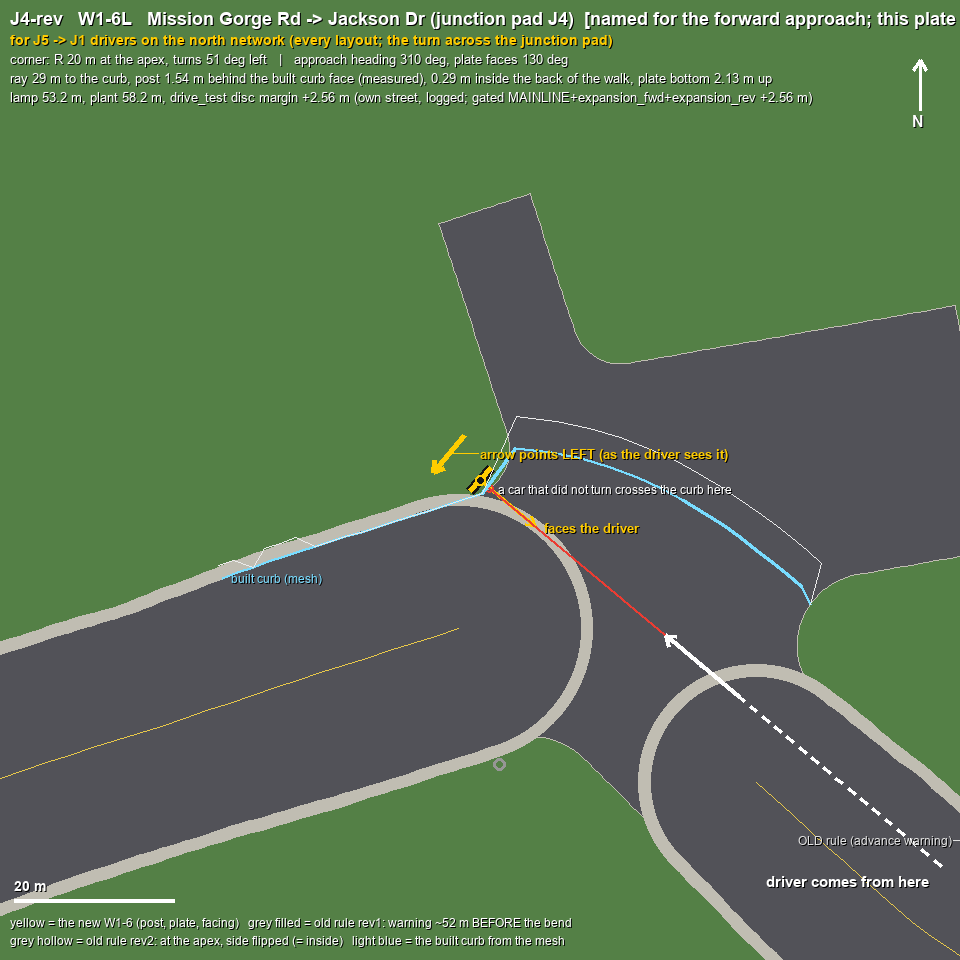 J4-rev   W1-6L   Mission Gorge Rd -> Jackson Dr (junction pad J4)  [named for the forward approach; this plate
for J5 -> J1 drivers on the north network (every layout; the turn across the junction pad)
corner: R 20 m at the apex, turns 51 deg left   |   approach heading 310 deg, plate faces 130 deg
ray 29 m to the curb, post 1.54 m behind the built curb face (measured), 0.29 m inside the back of the walk, plate bottom 2.13 m up
lamp 53.2 m, plant 58.2 m, drive_test disc margin +2.56 m (own street, logged; gated MAINLINE+expansion_fwd+expansion_rev +2.56 m)
N
arrow points LEFT (as the driver sees it)
a car that did not turn crosses the curb here
faces the driver
built curb (mesh)
OLD rule (advance warning)
driver comes from here
20 m
yellow = the new W1-6 (post, plate, facing)   grey filled = old rule rev1: warning ~52 m BEFORE the bend
grey hollow = old rule rev2: at the apex, side flipped (= inside)   light blue = the built curb from the mesh